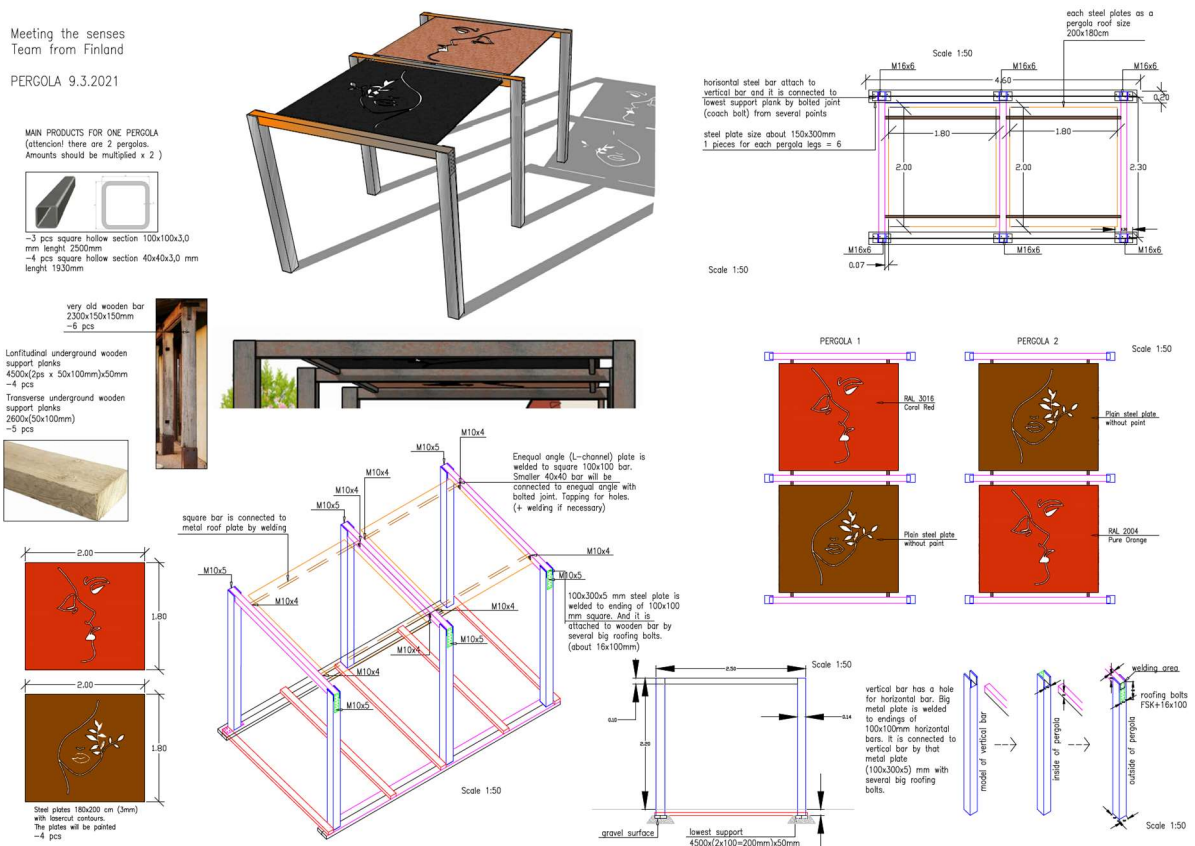 Meeting the senses
Team from Finland
PERGOLA 9.3.2021
MAIN PRODUCTS FOR ONE PERGOLA
(attencion! there are 2 pergolas.
Amounts should be multiplied x 2 )
-3 pcs square hollow section 100x100x3,0
mm lenght 2500mm
-4 pcs square hollow section 40x40x3,0 mm
lenght 1930mm
very old wooden bar
2300x150x150mm
-6 pcs
Lonfitudinal underground wooden
support planks
4500x(2ps x 50x100mm)x50mm
-4 pcs
Transverse underground wooden
support planks
2600x(50x100mm)
-5 pcs
2.00
1.80
2.00
1.80
Steel plates 180x200 cm (3mm)
with lasercut contours.
The plates will be painted
-4 pcs
each steel plates as a
pergola roof size
200x180cm
Scale 1:50
M16x6
M16x6
M16x6
4.60
0.20
horisontal steel bar attach to
vertical bar and it is connected to
lowest support plank by bolted joint
(coach bolt) from several points
steel plate size about 150x300mm
1 pieces for each pergola legs = 6
1.80
1.80
2.00
2.00
2.30
M16x6
M16x6
M16x6
0.07
Scale 1:50
PERGOLA 1
PERGOLA 2
Scale 1:50
RAL 3016
Coral Red
Plain steel plate
without paint
Plain steel plate
without paint
RAL 2004
Pure Orange
M10x4
M10x5
M10x4
M10x4
M10x5
Enequal angle (L-channel) plate is
welded to square 100x100 bar.
Smaller 40x40 bar will be
connected to enequal angle with
bolted joint. Tapping for holes.
(+ welding if necessary)
square bar is connected to
metal roof plate by welding
M10x5
M10x4
M10x4
M10x5
M10x4
M10x5
M10x4
M10x4
M10x5
100x300x5 mm steel plate is
welded to ending of 100x100
mm square. And it is
attached to wooden bar by
several big roofing bolts.
(about 16x100mm)
Scale 1:50
2.50
Scale 1:50
0.10
2.20
0.14
gravel surface
lowest support
4500x(2x100=200mm)x50mm
vertical bar has a hole
for horizontal bar. Big
metal plate is welded
to endings of
100x100mm horizontal
bars. It is connected to
vertical bar by that
metal plate
(100x300x5) mm with
several big roofing
bolts.
model of vertical bar
inside of pergola
outside of pergola
welding area
roofing bolts
FSK+16x100
Scale 1:50